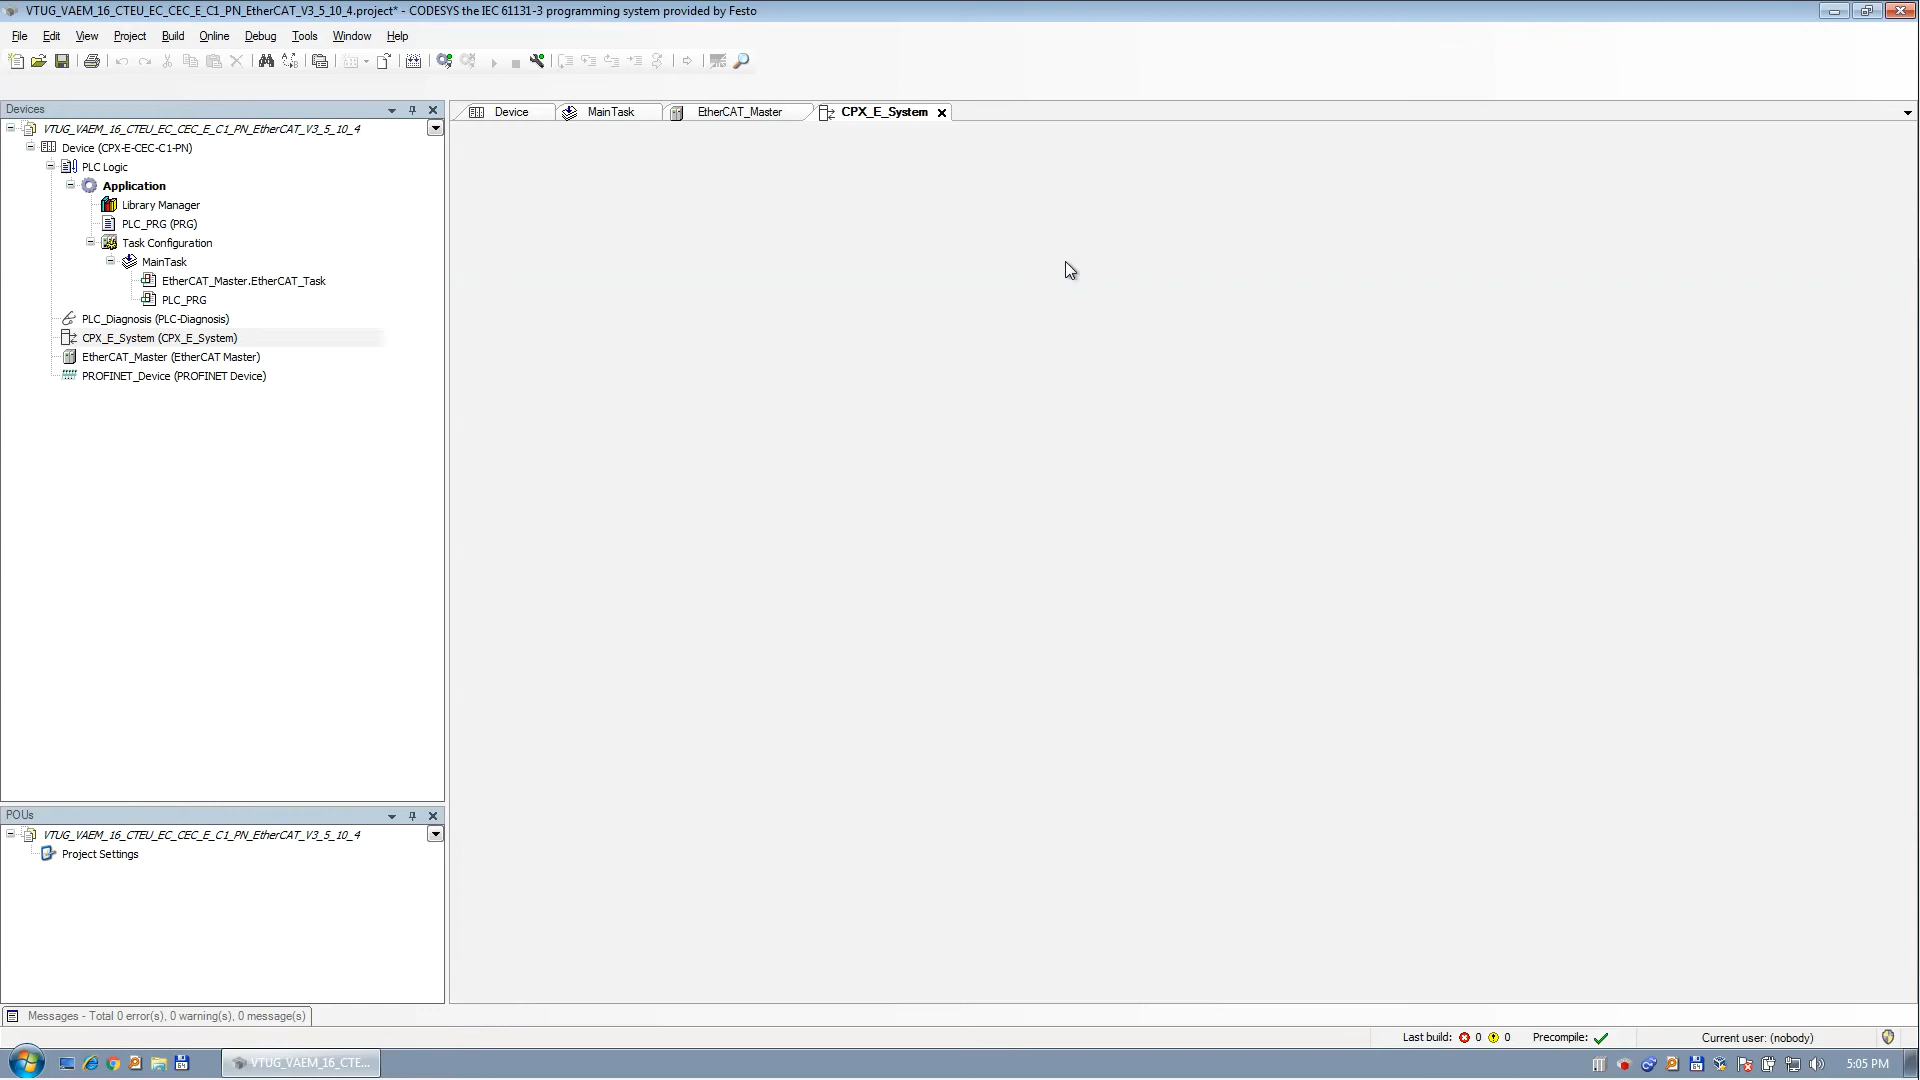 VTUG_VAEM_16_CTEU_EC_CEC_E_C1_PN_EtherCAT_V3_5_10_4.project* - CODESYS the IEC 61131-3 programming system provided by Festo
File Edit View Project Build Online Debug Tools Window Help
Devices
VTUG_VAEM_16_CTEU_EC_CEC_E_C1_PN_EtherCAT_V3_5_10_4
Device (CPX-E-CEC-C1-PN)
PLC Logic
Application
Library Manager
PLC_PRG (PRG)
Task Configuration
MainTask
EtherCAT_Master.EtherCAT_Task
PLC_PRG
PLC_Diagnosis (PLC-Diagnosis)
CPX_E_System (CPX_E_System)
EtherCAT_Master (EtherCAT Master)
PROFINET_Device (PROFINET Device)
Device MainTask EtherCAT_Master CPX_E_System
POUs
VTUG_VAEM_16_CTEU_EC_CEC_E_C1_PN_EtherCAT_V3_5_10_4
Project Settings
Messages - Total 0 error(s), 0 warning(s), 0 message(s)
Last build: 0 0 Precompile: Current user: (nobody)
VTUG_VAEM_16_CTE... 5:05 PM